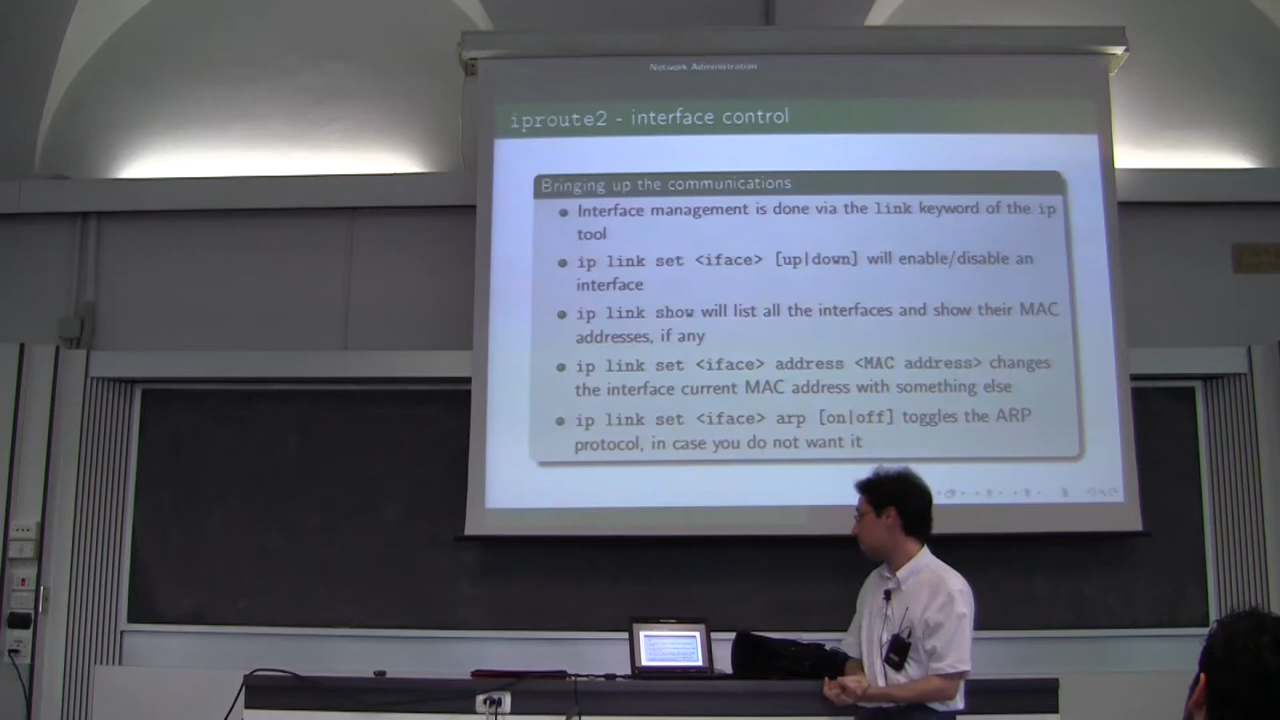 Network Administration
iproute2 - interface control
Bringing up the communications
Interface management is done via the link keyword of the ip
tool
ip link set <iface> [up|down] will enable/disable an
interface
ip link show will list all the interfaces and show their MAC
addresses, if any
ip link set <iface> address <MAC address> changes
the interface current MAC address with something else
ip link set <iface> arp [on|off] toggles the ARP
protocol, in case you do not want it